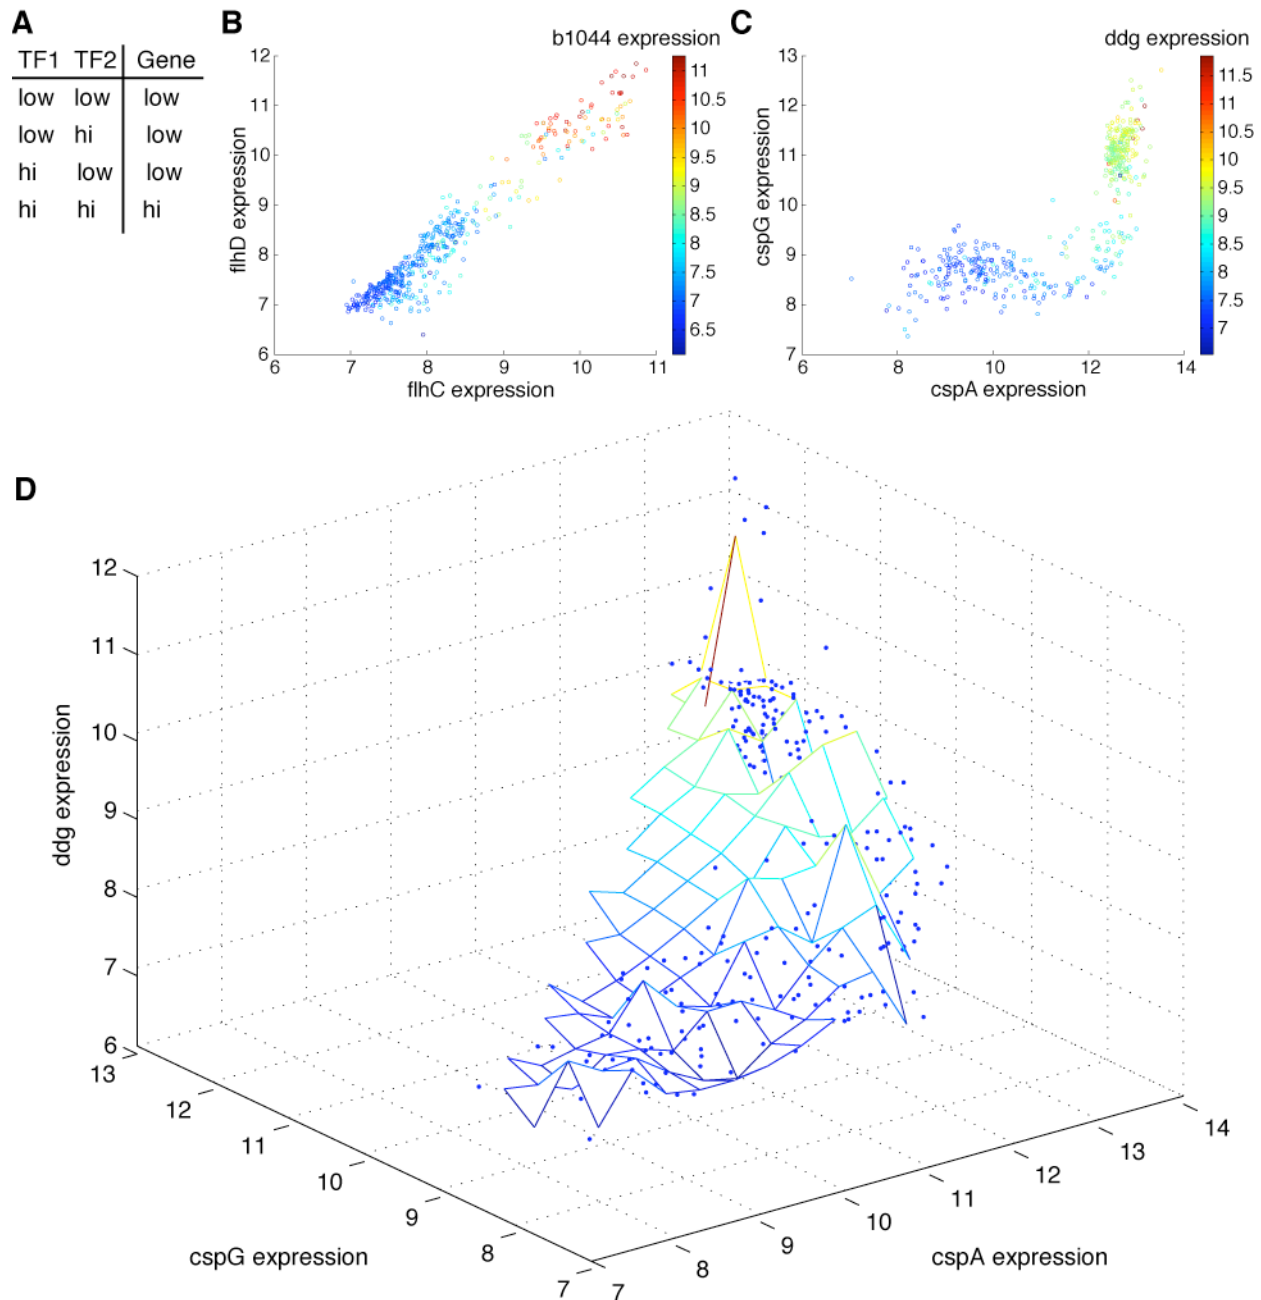 A
TF1 TF2 Gene
low low low
low hi low
hi low low
hi hi hi
B
b1044 expression
12
11
10
9
8
7
6
flhD expression
6 7 8 9 10 11
flhC expression
11
10.5
10
9.5
9
8.5
8
7.5
7
6.5
C
ddg expression
13
12
11
10
9
8
7
cspG expression
6 8 10 12 14
cspA expression
11.5
11
10.5
10
9.5
9
8.5
8
7.5
7
D
12
11
10
9
8
7
6
ddg expression
13
12
11
10
9
8
7
cspG expression
7
8
9
10
11
12
13
14
cspA expression